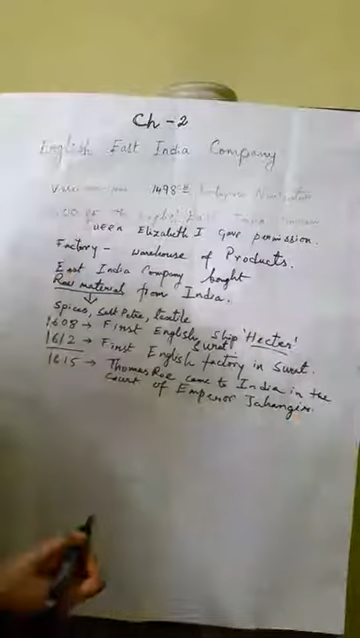 Ch - 2
English East India Company
1498
Queen Elizabeth I gave permission.
Factory - warehouse of Products.
East India Company bought
Raw material from India.
Spices, Salt Petre, textile
1608 → First English Ship 'Hecter'
Surat
1612 → First English factory in Surat.
1615 → Thomas Roe came to India in the
court of Emperor Jahangir.